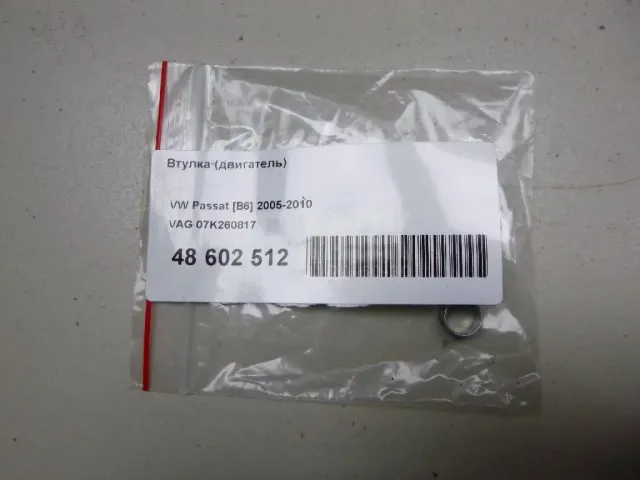 Втулка (двигатель)
VW Passat [B6] 2005-2010
VAG 07K260817
48 602 512